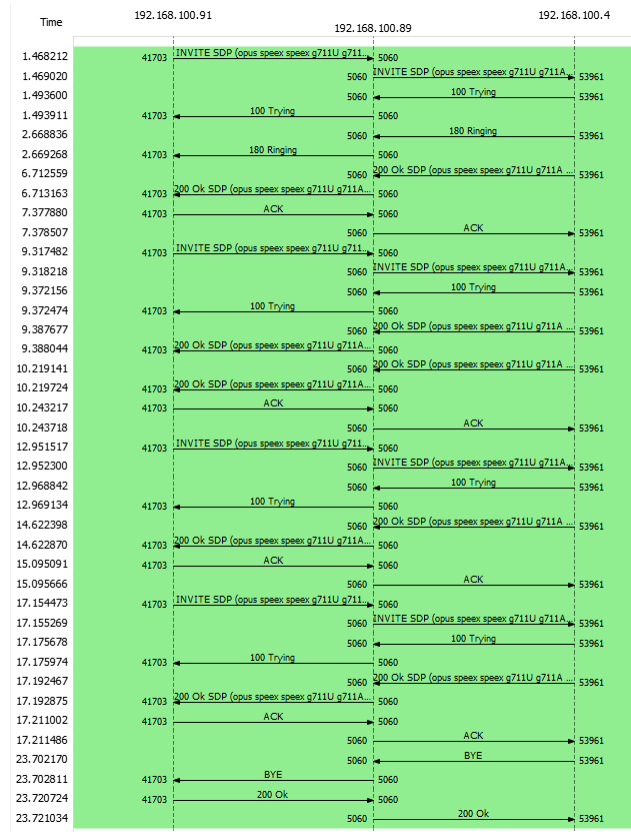 192.168.100.91 192.168.100.4
Time 192.168.100.89
1.468212 41703 INVITE SDP (opus speex speex g711U g711... 5060
1.469020 5060 INVITE SDP (opus speex speex g711U g711A... 53961
1.493600 5060 100 Trying 53961
1.493911 41703 100 Trying 5060
2.668836 5060 180 Ringing 53961
2.669268 41703 180 Ringing 5060
6.712559 5060 200 Ok SDP (opus speex speex g711U g711A ... 53961
6.713163 41703 200 Ok SDP (opus speex speex g711U g711A... 5060
7.377880 41703 ACK 5060
7.378507 5060 ACK 53961
9.317482 41703 INVITE SDP (opus speex speex g711U g711... 5060
9.318218 5060 INVITE SDP (opus speex speex g711U g711A... 53961
9.372156 5060 100 Trying 53961
9.372474 41703 100 Trying 5060
9.387677 5060 200 Ok SDP (opus speex speex g711U g711A ... 53961
9.388044 41703 200 Ok SDP (opus speex speex g711U g711A... 5060
10.219141 5060 200 Ok SDP (opus speex speex g711U g711A ... 53961
10.219724 41703 200 Ok SDP (opus speex speex g711U g711A... 5060
10.243217 41703 ACK 5060
10.243718 5060 ACK 53961
12.951517 41703 INVITE SDP (opus speex speex g711U g711... 5060
12.952300 5060 INVITE SDP (opus speex speex g711U g711A... 53961
12.968842 5060 100 Trying 53961
12.969134 41703 100 Trying 5060
14.622398 5060 200 Ok SDP (opus speex speex g711U g711A ... 53961
14.622870 41703 200 Ok SDP (opus speex speex g711U g711A... 5060
15.095091 41703 ACK 5060
15.095666 5060 ACK 53961
17.154473 41703 INVITE SDP (opus speex speex g711U g711... 5060
17.155269 5060 INVITE SDP (opus speex speex g711U g711A... 53961
17.175678 5060 100 Trying 53961
17.175974 41703 100 Trying 5060
17.192467 5060 200 Ok SDP (opus speex speex g711U g711A ... 53961
17.192875 41703 200 Ok SDP (opus speex speex g711U g711A... 5060
17.211002 41703 ACK 5060
17.211486 5060 ACK 53961
23.702170 5060 BYE 53961
23.702811 41703 BYE 5060
23.720724 41703 200 Ok 5060
23.721034 5060 200 Ok 53961